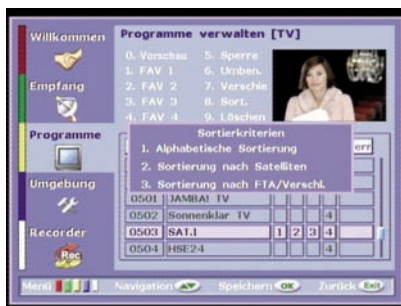 Willkommen
Programme verwalten [TV]
0. Vorschau 5. Sperre
1. FAV 1 6. Umben.
2. FAV 2 7. Verschie
3. FAV 3 8. Sort.
4. FAV 4 9. Löschen
Empfang
Programme
Sortierkriterien
1. Alphabetische Sortierung
2. Sortierung nach Satelliten
3. Sortierung nach FTA/Verschl.
err
Umgebung
0501 JAMBA! TV
0502 Sonnenklar TV 4
0503 SAT.1 1 2 3 4
0504 HSE24 4
Recorder
Rec
Menü Navigation Speichern OK Zurück Exit